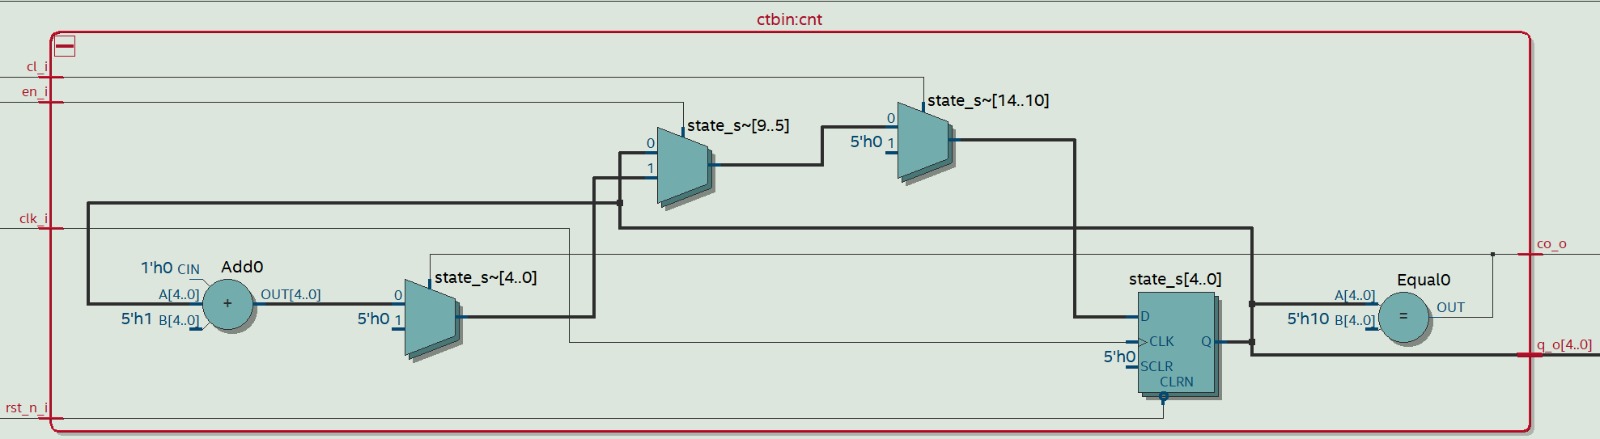 ctbin:cnt
cl_i
en_i
state_s~[14..10]
0
5'h0 1
state_s~[9..5]
0
1
clk_i
co_o
Add0
1'h0 CIN
A[4..0] + OUT[4..0]
5'h1 B[4..0]
state_s~[4..0]
0
5'h0 1
state_s[4..0]
D
CLK Q
5'h0
SCLR
CLRN
Equal0
A[4..0]
= OUT
5'h10 B[4..0]
q_o[4..0]
rst_n_i